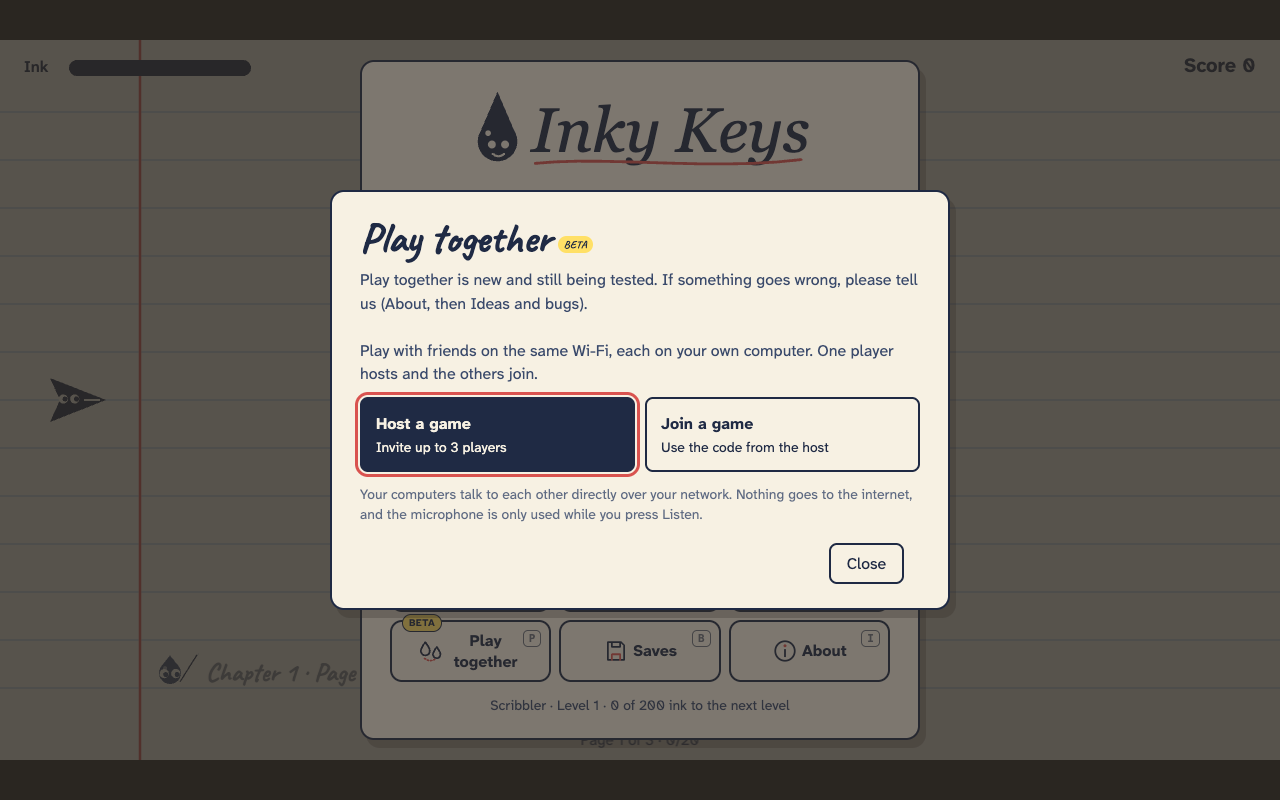 Ink
Score 0
Inky Keys
Play together BETA
Play together is new and still being tested. If something goes wrong, please tell
us (About, then Ideas and bugs).
Play with friends on the same Wi-Fi, each on your own computer. One player
hosts and the others join.
Host a game
Invite up to 3 players
Join a game
Use the code from the host
Your computers talk to each other directly over your network. Nothing goes to the internet,
and the microphone is only used while you press Listen.
Close
BETA
Play
together
P
Saves
B
About
I
Chapter 1 · Page
Scribbler · Level 1 · 0 of 200 ink to the next level